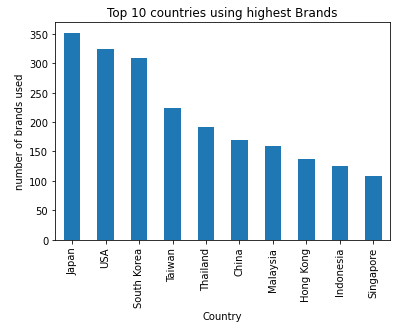 Top 10 countries using highest Brands
number of brands used
350
300
250
200
150
100
50
0
Japan
USA
South Korea
Taiwan
Thailand
China
Malaysia
Hong Kong
Indonesia
Singapore
Country